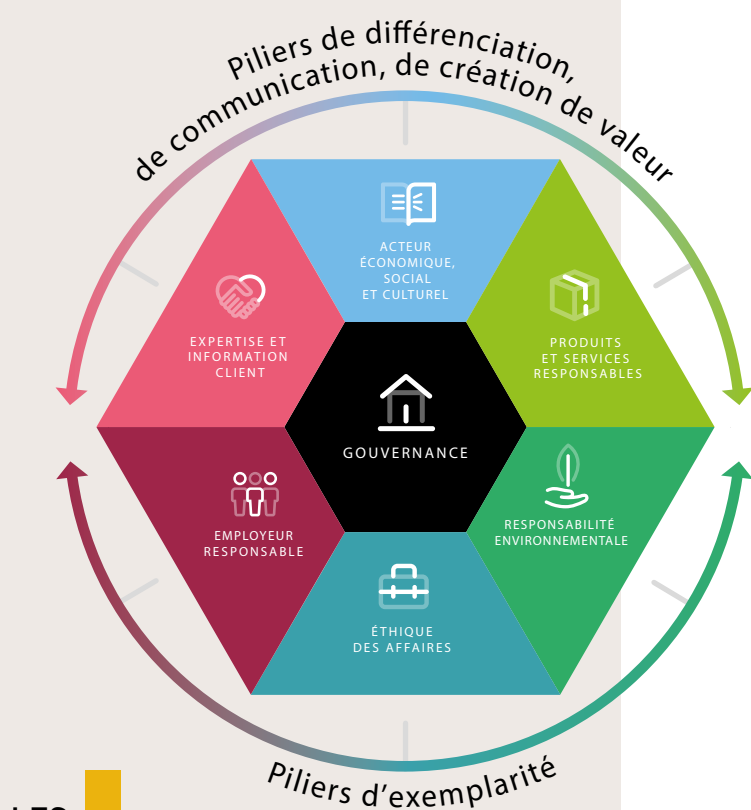 Piliers de différenciation,
de communication, de création de valeur
ACTEUR
ÉCONOMIQUE,
SOCIAL
ET CULTUREL
EXPERTISE ET
INFORMATION
CLIENT
PRODUITS
ET SERVICES
RESPONSABLES
GOUVERNANCE
EMPLOYEUR
RESPONSABLE
RESPONSABILITÉ
ENVIRONNEMENTALE
ÉTHIQUE
DES AFFAIRES
Piliers d'exemplarité